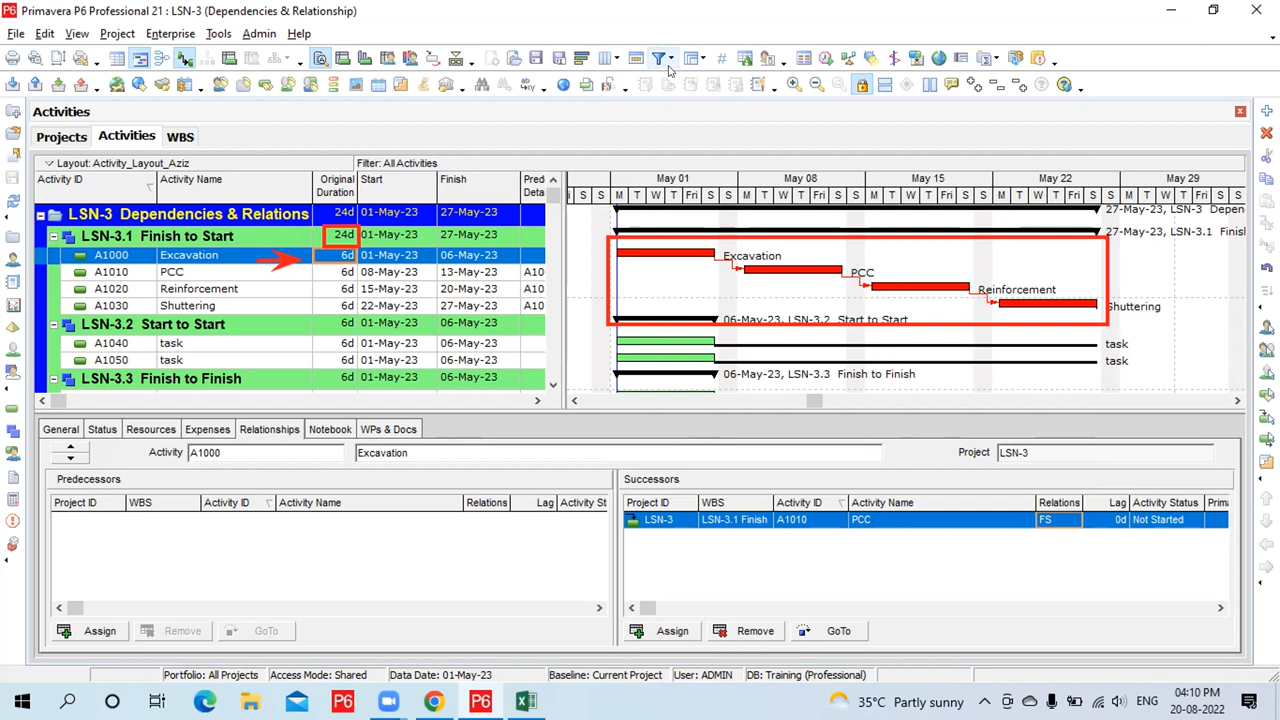 Primavera P6 Professional 21 : LSN-3 (Dependencies & Relationship)
File Edit View Project Enterprise Tools Admin Help
Activities
Projects Activities WBS
Layout: Activity_Layout_Aziz Filter: All Activities
Activity ID Activity Name Original Duration Start Finish Pred Deta
May 01 May 08 May 15 May 22 May 29
i S S M T W T Fri S S M T W T Fri S S M T W T Fri S S M T W T Fri S S M T W T Fri S
LSN-3 Dependencies & Relations 24d 01-May-23 27-May-23 27-May-23, LSN-3 Depen
LSN-3.1 Finish to Start 24d 01-May-23 27-May-23 27-May-23, LSN-3.1 Finish
A1000 Excavation 6d 01-May-23 06-May-23 Excavation
A1010 PCC 6d 08-May-23 13-May-23 A10 PCC
A1020 Reinforcement 6d 15-May-23 20-May-23 A10 Reinforcement
A1030 Shuttering 6d 22-May-23 27-May-23 A10 Shuttering
LSN-3.2 Start to Start 6d 01-May-23 06-May-23 06-May-23, LSN-3.2 Start to Start
A1040 task 6d 01-May-23 06-May-23 task
A1050 task 6d 01-May-23 06-May-23 task
LSN-3.3 Finish to Finish 6d 01-May-23 06-May-23 06-May-23, LSN-3.3 Finish to Finish
General Status Resources Expenses Relationships Notebook WPs & Docs
Activity A1000 Excavation Project LSN-3
Predecessors Successors
Project ID WBS Activity ID Activity Name Relations Lag Activity St
Project ID WBS Activity ID Activity Name Relations Lag Activity Status Prima
LSN-3 LSN-3.1 Finish A1010 PCC FS 0d Not Started
Assign Remove GoTo Assign Remove GoTo
Portfolio: All Projects Access Mode: Shared Data Date: 01-May-23 Baseline: Current Project User: ADMIN DB: Training (Professional)
35°C Partly sunny ENG 04:10 PM
20-08-2022